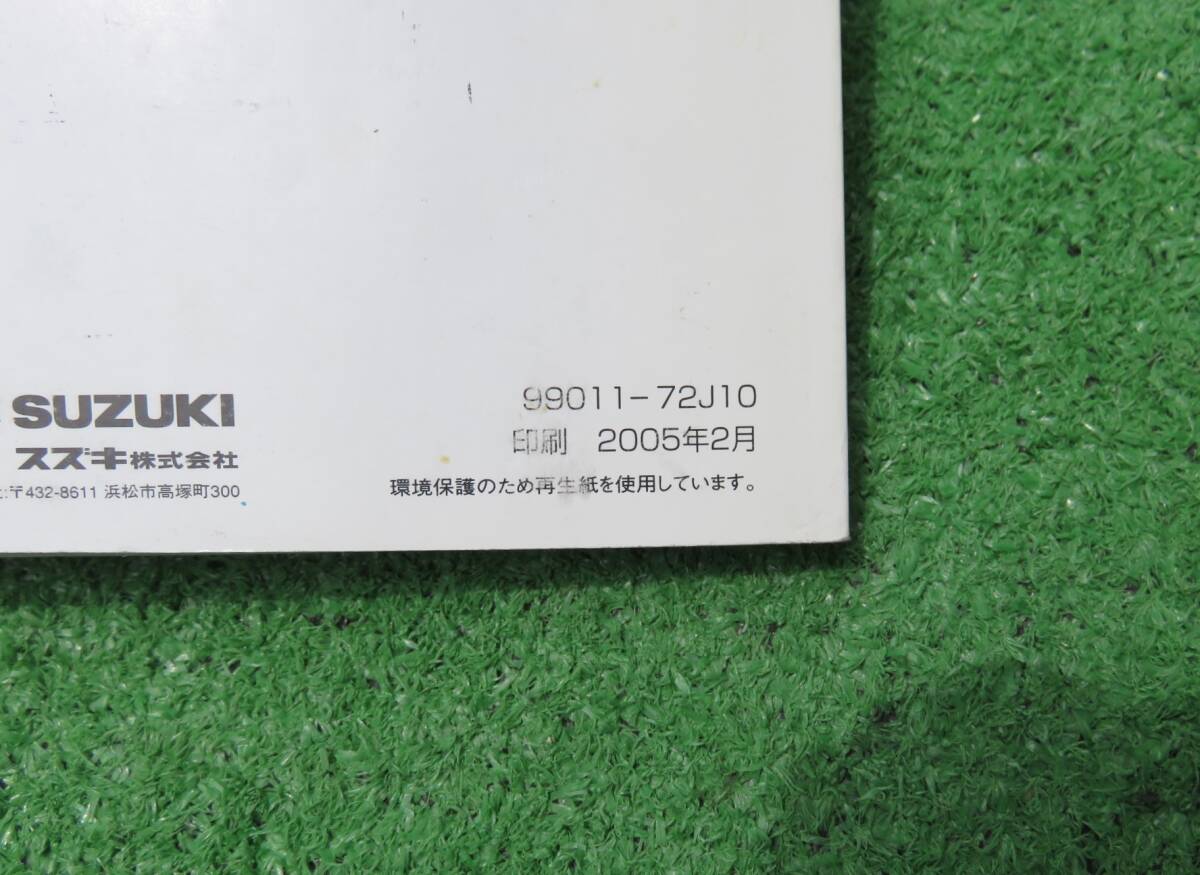 SUZUKI
スズキ株式会社
:〒432-8611 浜松市高塚町300
99011-72J10
印刷 2005年2月
環境保護のため再生紙を使用しています。